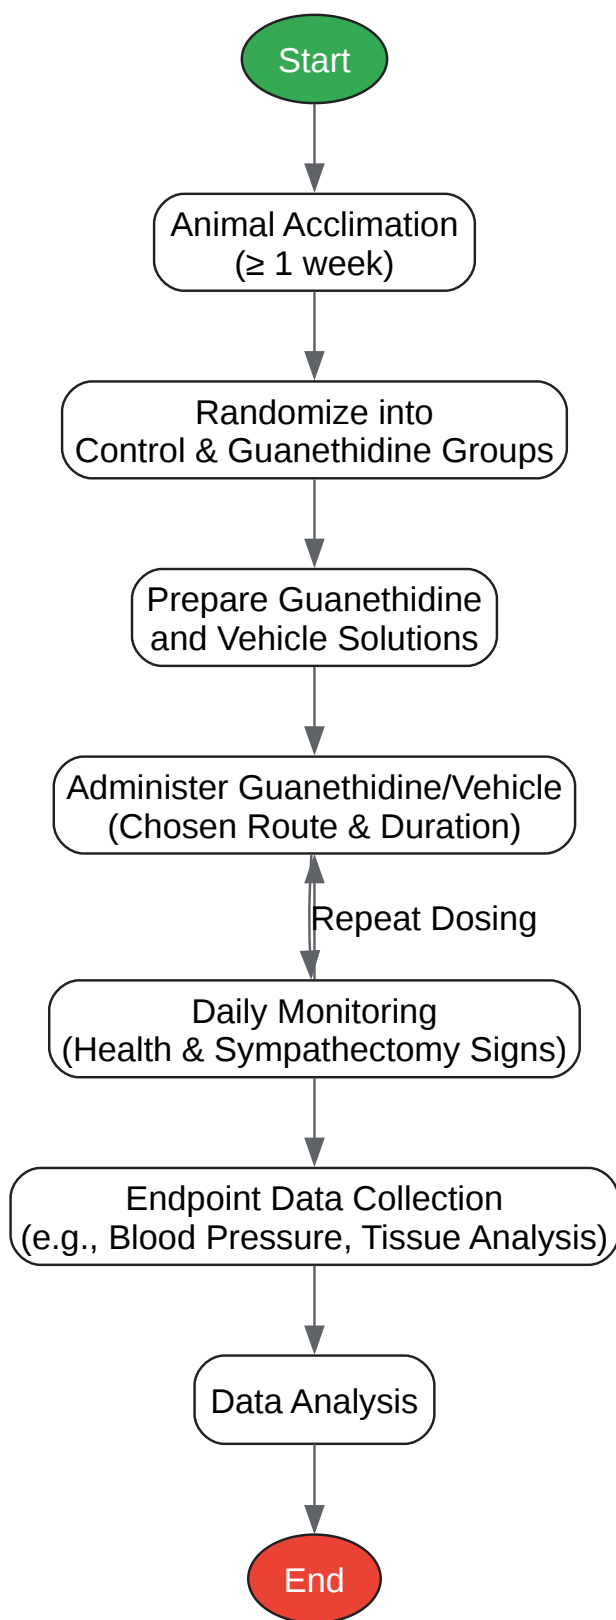 Start
Animal Acclimation
(≥ 1 week)
Randomize into
Control & Guanethidine Groups
Prepare Guanethidine
and Vehicle Solutions
Administer Guanethidine/Vehicle
(Chosen Route & Duration)
Repeat Dosing
Daily Monitoring
(Health & Sympathectomy Signs)
Endpoint Data Collection
(e.g., Blood Pressure, Tissue Analysis)
Data Analysis
End